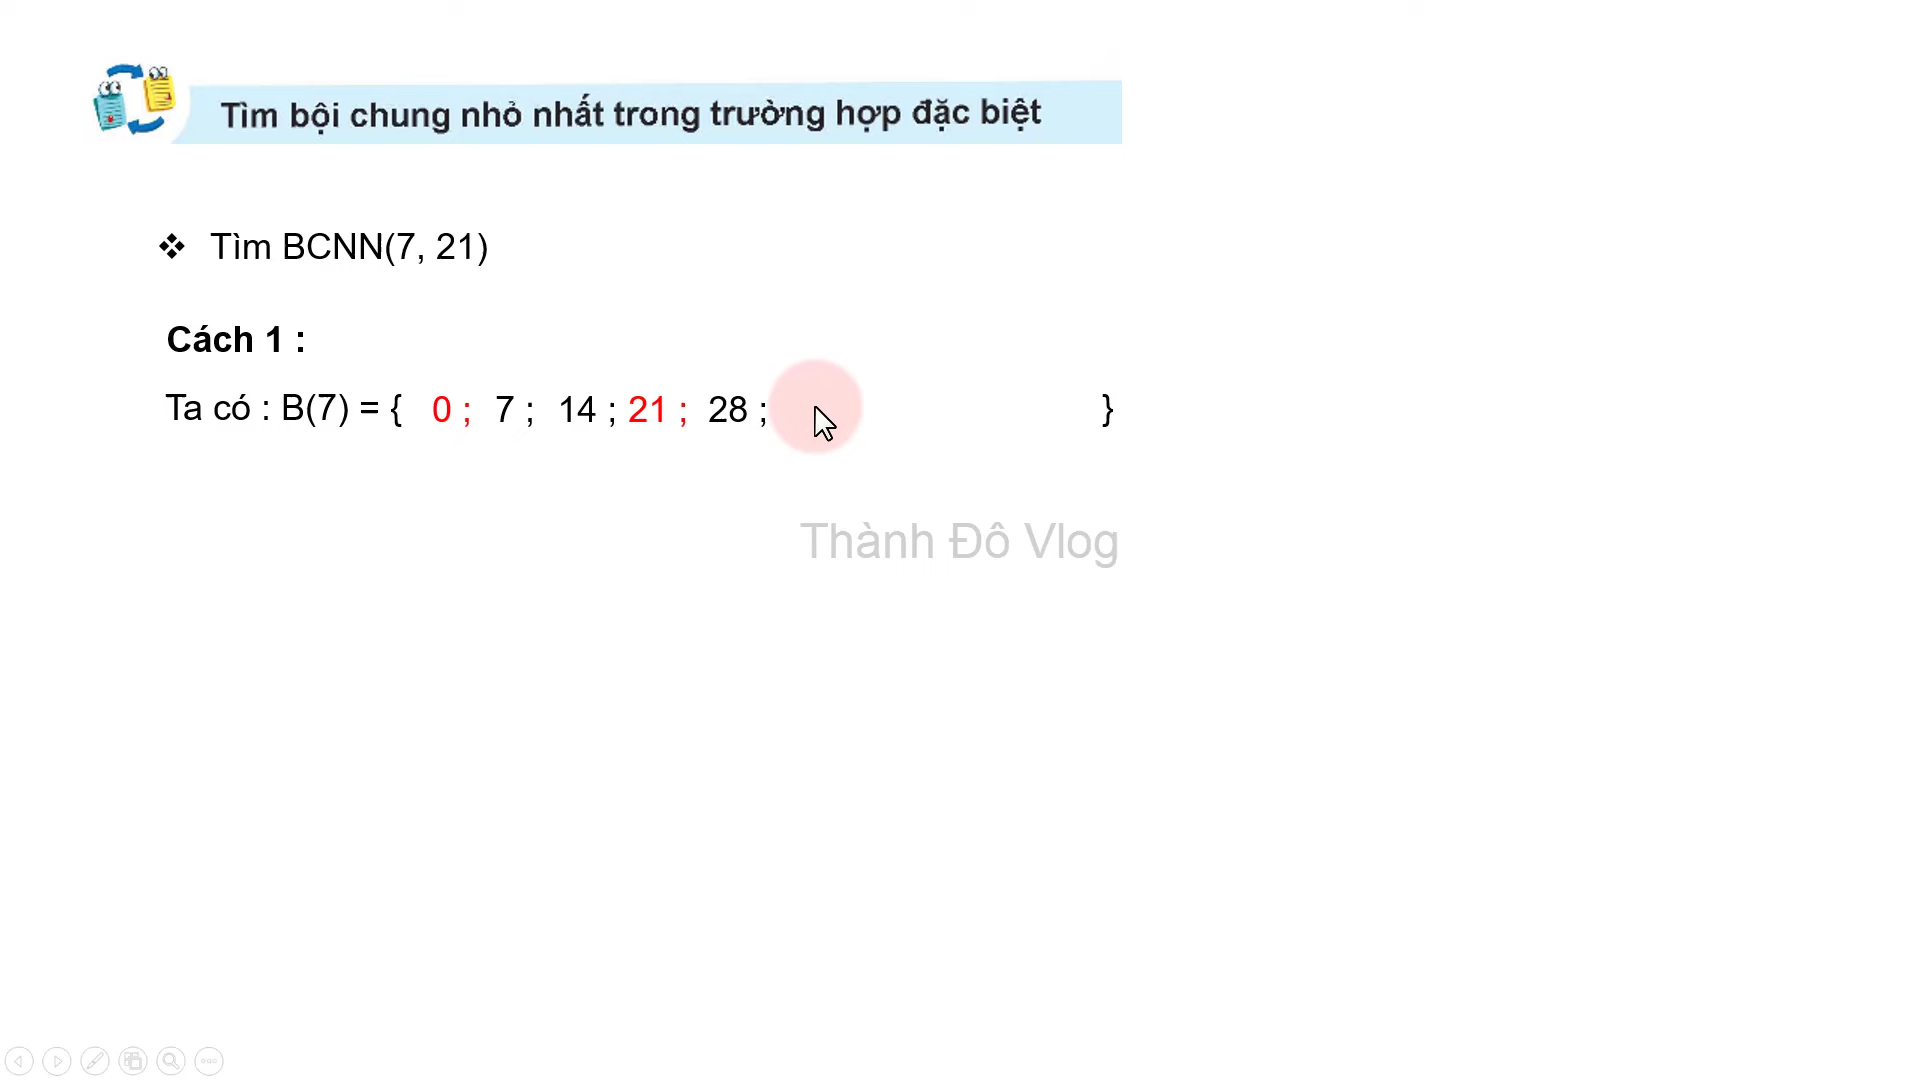 Tìm bội chung nhỏ nhất trong trường hợp đặc biệt
❖ Tìm BCNN(7, 21)
Cách 1 :
Ta có : B(7) = { 0 ; 7 ; 14 ; 21 ; 28 ; }
Thành Đô Vlog